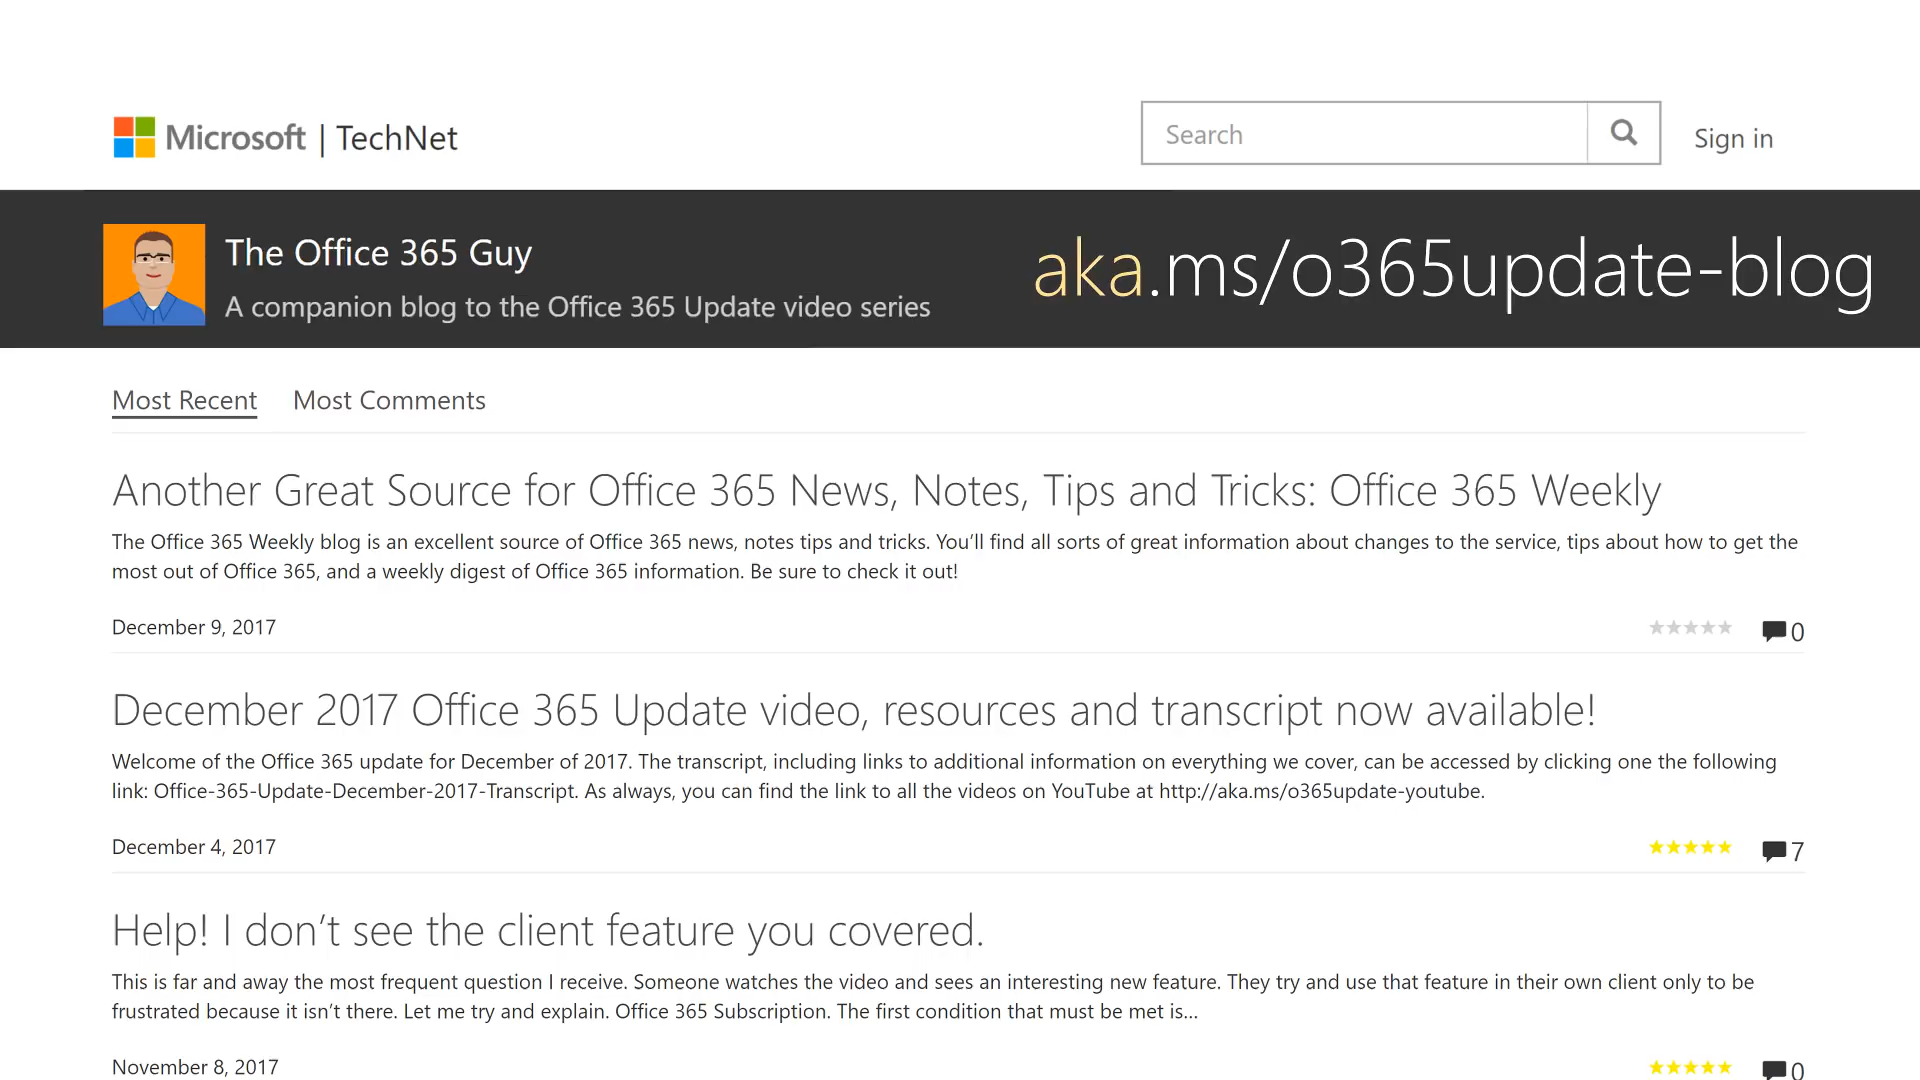 Microsoft | TechNet
Search
Sign in
The Office 365 Guy
A companion blog to the Office 365 Update video series
aka.ms/o365update-blog
Most Recent
Most Comments
Another Great Source for Office 365 News, Notes, Tips and Tricks: Office 365 Weekly
The Office 365 Weekly blog is an excellent source of Office 365 news, notes tips and tricks. You’ll find all sorts of great information about changes to the service, tips about how to get the
most out of Office 365, and a weekly digest of Office 365 information. Be sure to check it out!
December 9, 2017
0
December 2017 Office 365 Update video, resources and transcript now available!
Welcome of the Office 365 update for December of 2017. The transcript, including links to additional information on everything we cover, can be accessed by clicking one the following
link: Office-365-Update-December-2017-Transcript. As always, you can find the link to all the videos on YouTube at http://aka.ms/o365update-youtube.
December 4, 2017
7
Help! I don’t see the client feature you covered.
This is far and away the most frequent question I receive. Someone watches the video and sees an interesting new feature. They try and use that feature in their own client only to be
frustrated because it isn’t there. Let me try and explain. Office 365 Subscription. The first condition that must be met is...
November 8, 2017
0